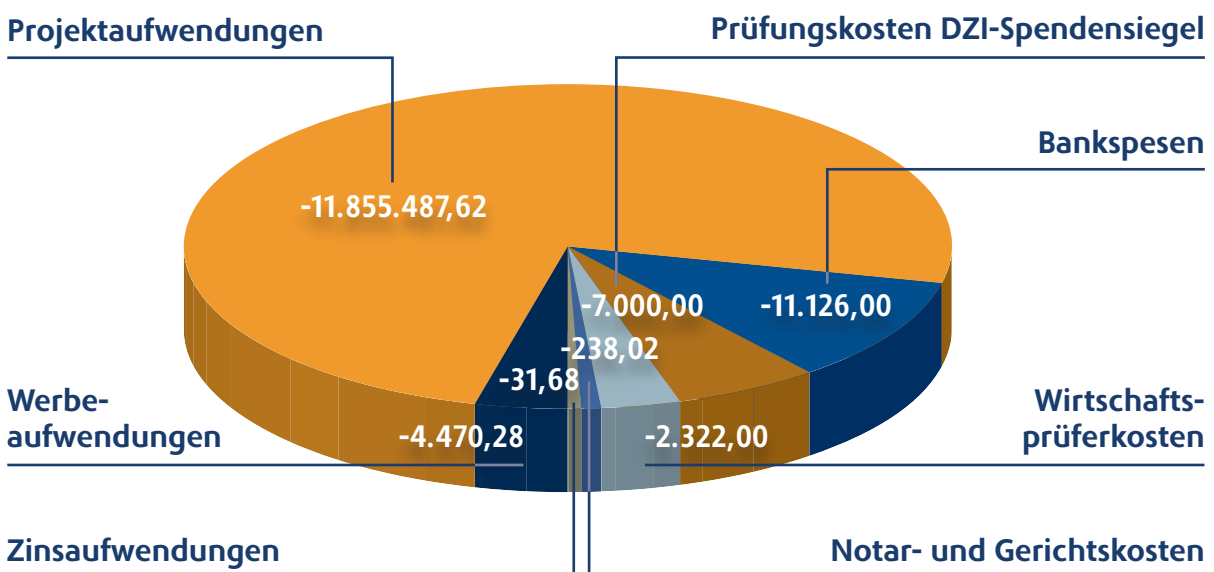 Projektaufwendungen
Prüfungskosten DZI-Spendensiegel
Bankspesen
-11.855.487,62
-7.000,00
-11.126,00
-238,02
-31,68
Werbe-
aufwendungen
-4.470,28
-2.322,00
Wirtschafts-
prüferkosten
Zinsaufwendungen
Notar- und Gerichtskosten